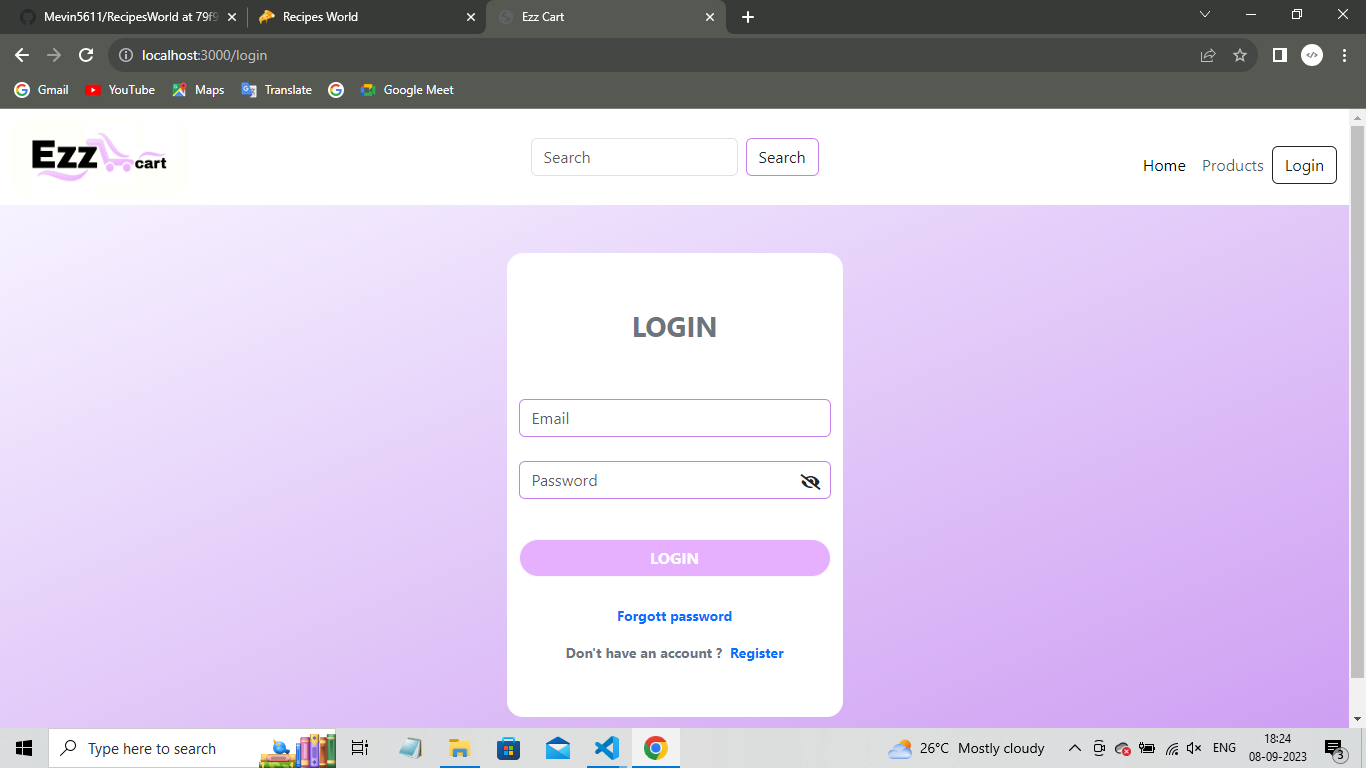 Mevin5611/RecipesWorld at 79f9
Recipes World
Ezz Cart
localhost:3000/login
Gmail
YouTube
Maps
Translate
Google Meet
Ezz cart
Search
Search
Home
Products
Login
LOGIN
Email
Password
LOGIN
Forgott password
Don't have an account ? Register
Type here to search
26°C Mostly cloudy
ENG
18:24
08-09-2023
3